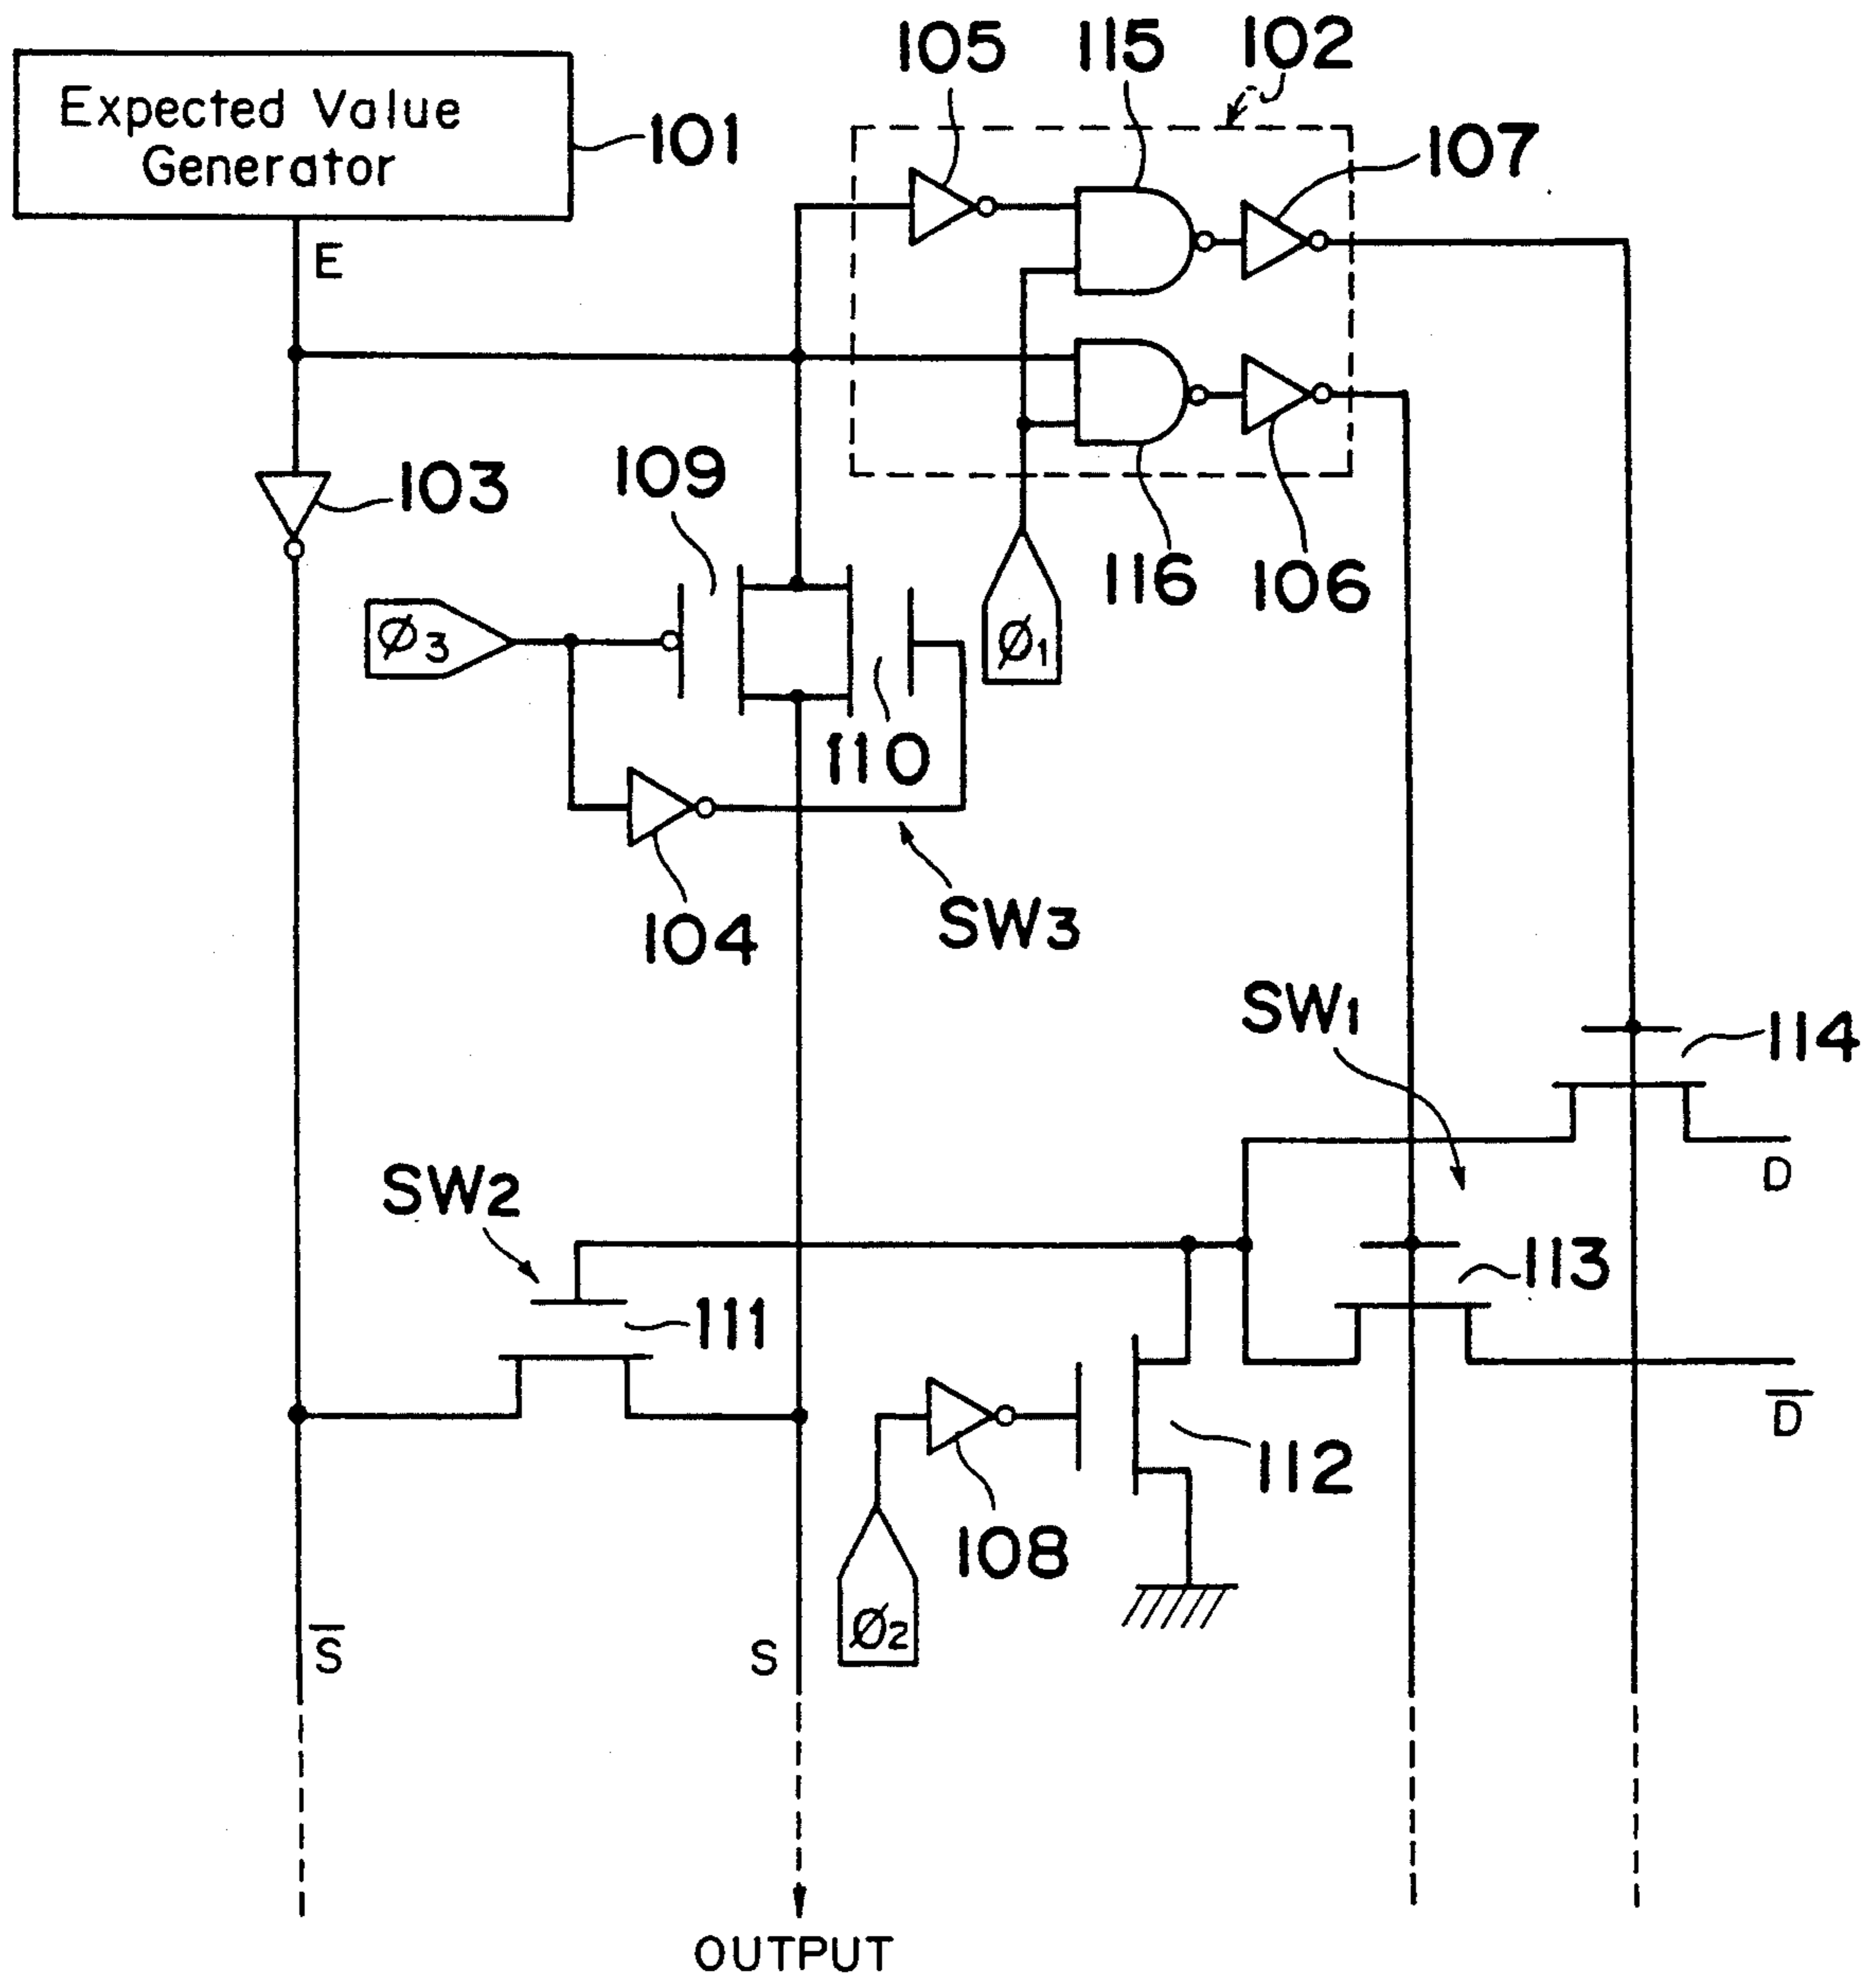 105 115 102
Expected Value
Generator
101
107
E
109
103
116 106
Ø3
Ø1
110
104
SW3
SW1
114
D
SW2
113
111
D̅
112
108
Ø2
S̅
S
OUTPUT